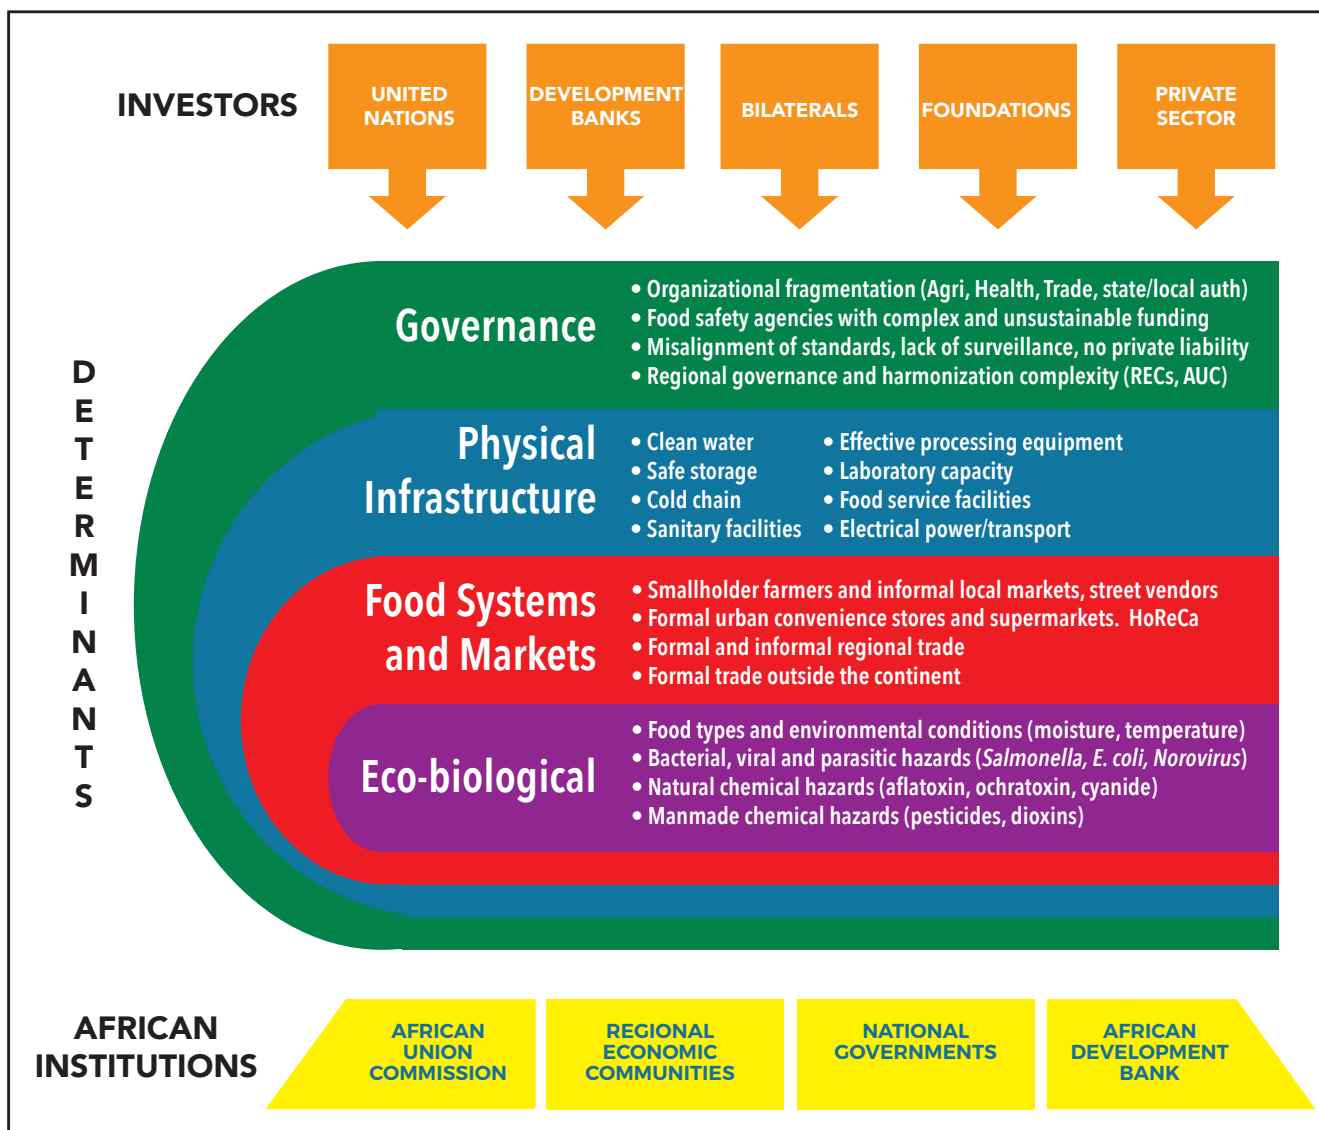 INVESTORS
UNITED
NATIONS
DEVELOPMENT
BANKS
BILATERALS
FOUNDATIONS
PRIVATE
SECTOR
DETERMINANTS
Governance
• Organizational fragmentation (Agri, Health, Trade, state/local auth)
• Food safety agencies with complex and unsustainable funding
• Misalignment of standards, lack of surveillance, no private liability
• Regional governance and harmonization complexity (RECs, AUC)
Physical
Infrastructure
• Clean water
• Safe storage
• Cold chain
• Sanitary facilities
• Effective processing equipment
• Laboratory capacity
• Food service facilities
• Electrical power/transport
Food Systems
and Markets
• Smallholder farmers and informal local markets, street vendors
• Formal urban convenience stores and supermarkets. HoReCa
• Formal and informal regional trade
• Formal trade outside the continent
Eco-biological
• Food types and environmental conditions (moisture, temperature)
• Bacterial, viral and parasitic hazards (Salmonella, E. coli, Norovirus)
• Natural chemical hazards (aflatoxin, ochratoxin, cyanide)
• Manmade chemical hazards (pesticides, dioxins)
AFRICAN
INSTITUTIONS
AFRICAN
UNION
COMMISSION
REGIONAL
ECONOMIC
COMMUNITIES
NATIONAL
GOVERNMENTS
AFRICAN
DEVELOPMENT
BANK